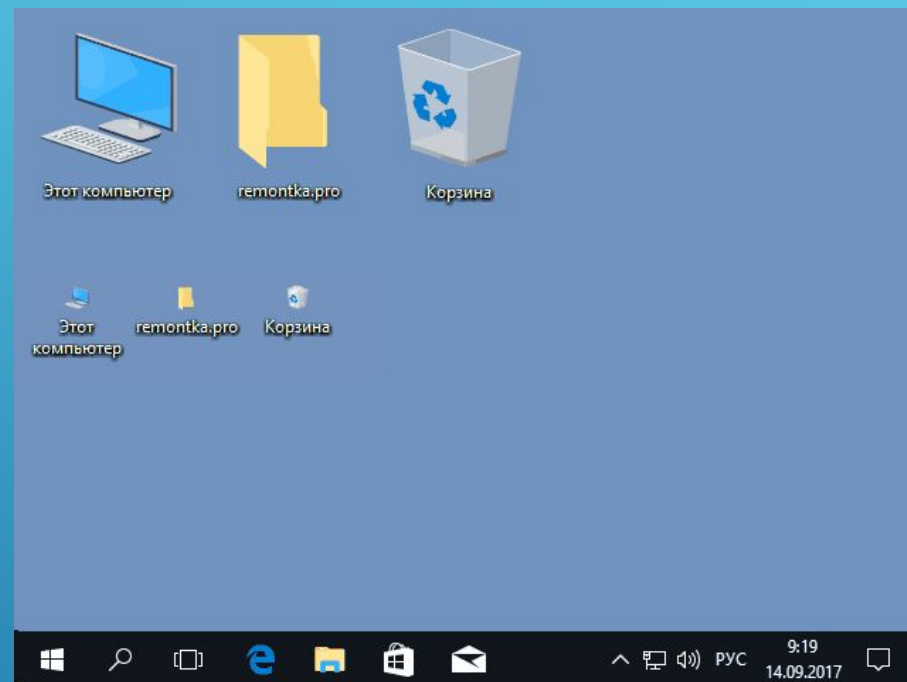 Этот компьютер
remontka.pro
Корзина
Этот
компьютер
remontka.pro
Корзина
РУС
9:19
14.09.2017